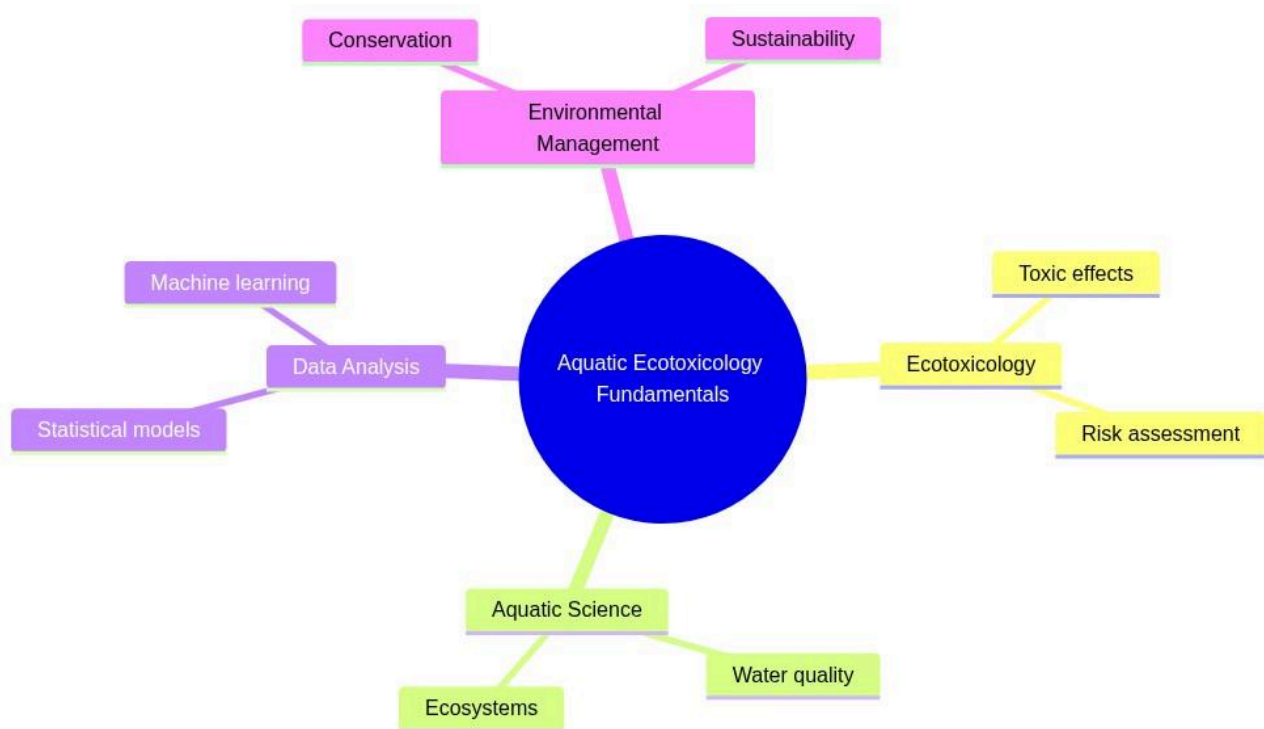 Conservation
Sustainability
Environmental
Management
Machine learning
Data Analysis
Statistical models
Aquatic Ecotoxicology
Fundamentals
Toxic effects
Ecotoxicology
Risk assessment
Aquatic Science
Water quality
Ecosystems